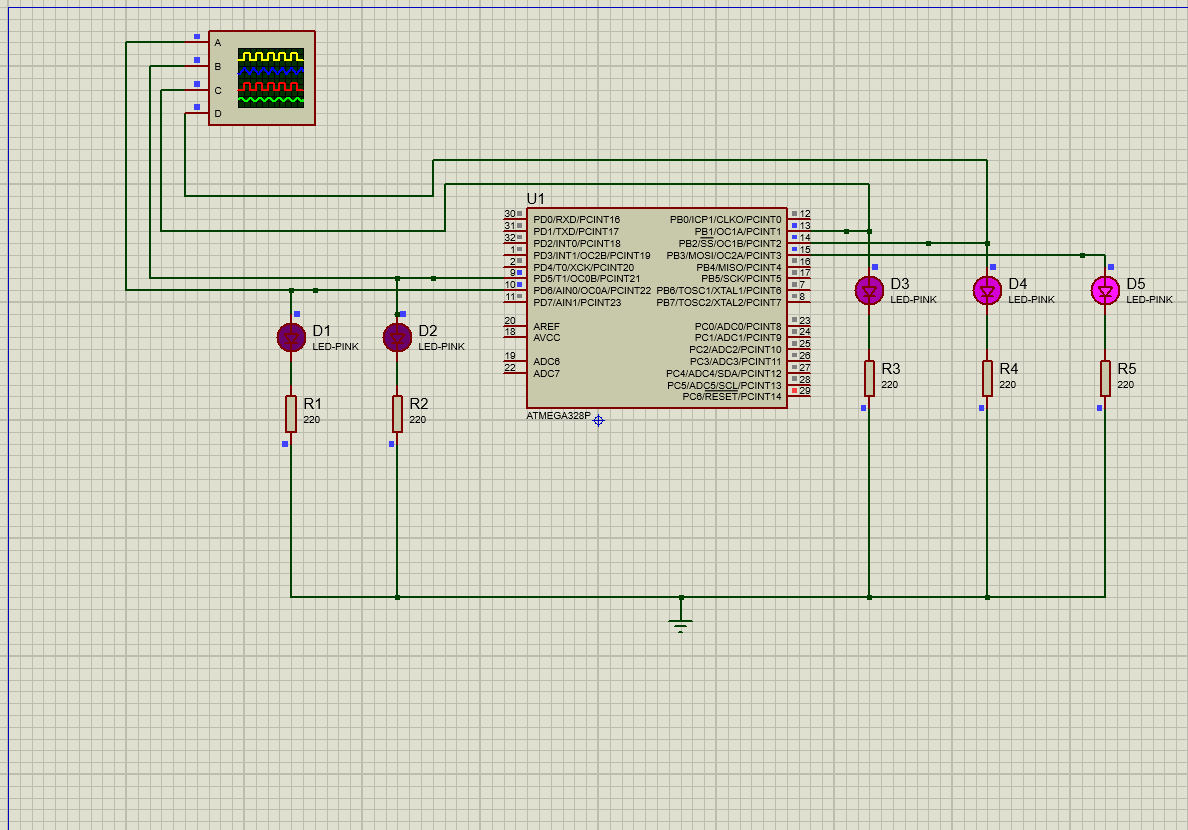 A
B
C
D
U1
30 PD0/RXD/PCINT16 PB0/ICP1/CLKO/PCINT0 12
31 PD1/TXD/PCINT17 PB1/OC1A/PCINT1 13
32 PD2/INT0/PCINT18 PB2/SS/OC1B/PCINT2 14
1 PD3/INT1/OC2B/PCINT19 PB3/MOSI/OC2A/PCINT3 15
2 PD4/T0/XCK/PCINT20 PB4/MISO/PCINT4 16
9 PD5/T1/OC0B/PCINT21 PB5/SCK/PCINT5 17
10 PD6/AIN0/OC0A/PCINT22 PB6/TOSC1/XTAL1/PCINT6 7
11 PD7/AIN1/PCINT23 PB7/TOSC2/XTAL2/PCINT7 8
20 AREF PC0/ADC0/PCINT8 23
18 AVCC PC1/ADC1/PCINT9 24
PC2/ADC2/PCINT10 25
19 ADC6 PC3/ADC3/PCINT11 26
22 ADC7 PC4/ADC4/SDA/PCINT12 27
PC5/ADC5/SCL/PCINT13 28
PC6/RESET/PCINT14 29
ATMEGA328P
D1
LED-PINK
D2
LED-PINK
D3
LED-PINK
D4
LED-PINK
D5
LED-PINK
R1
220
R2
220
R3
220
R4
220
R5
220